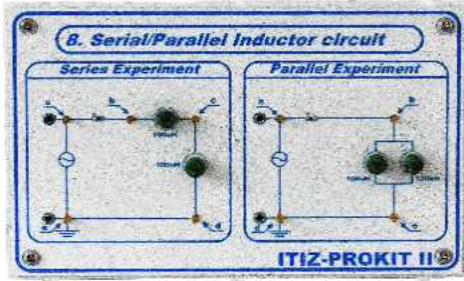 8. Serial/Parallel Inductor circuit
Series Experiment
Parallel Experiment
a
b
c
d
b
ITIZ-PROKIT II